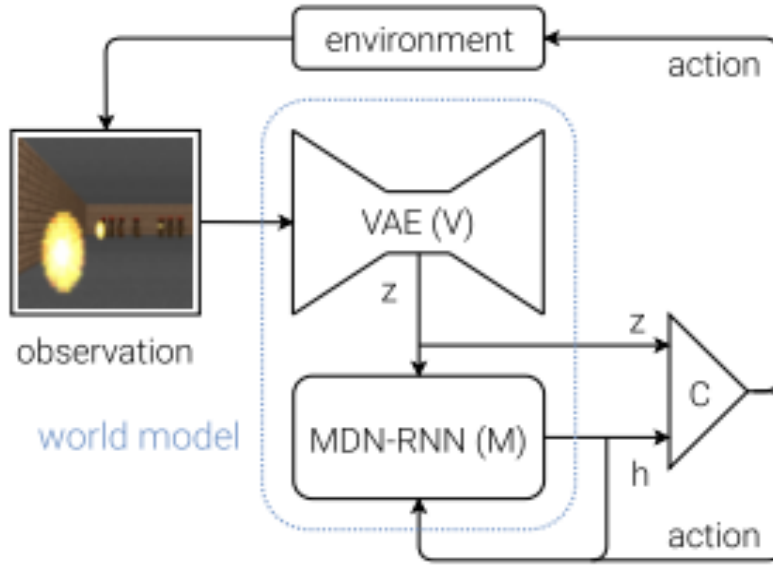 environment
action
VAE (V)
z
z
observation
C
world model
MDN-RNN (M)
h
action